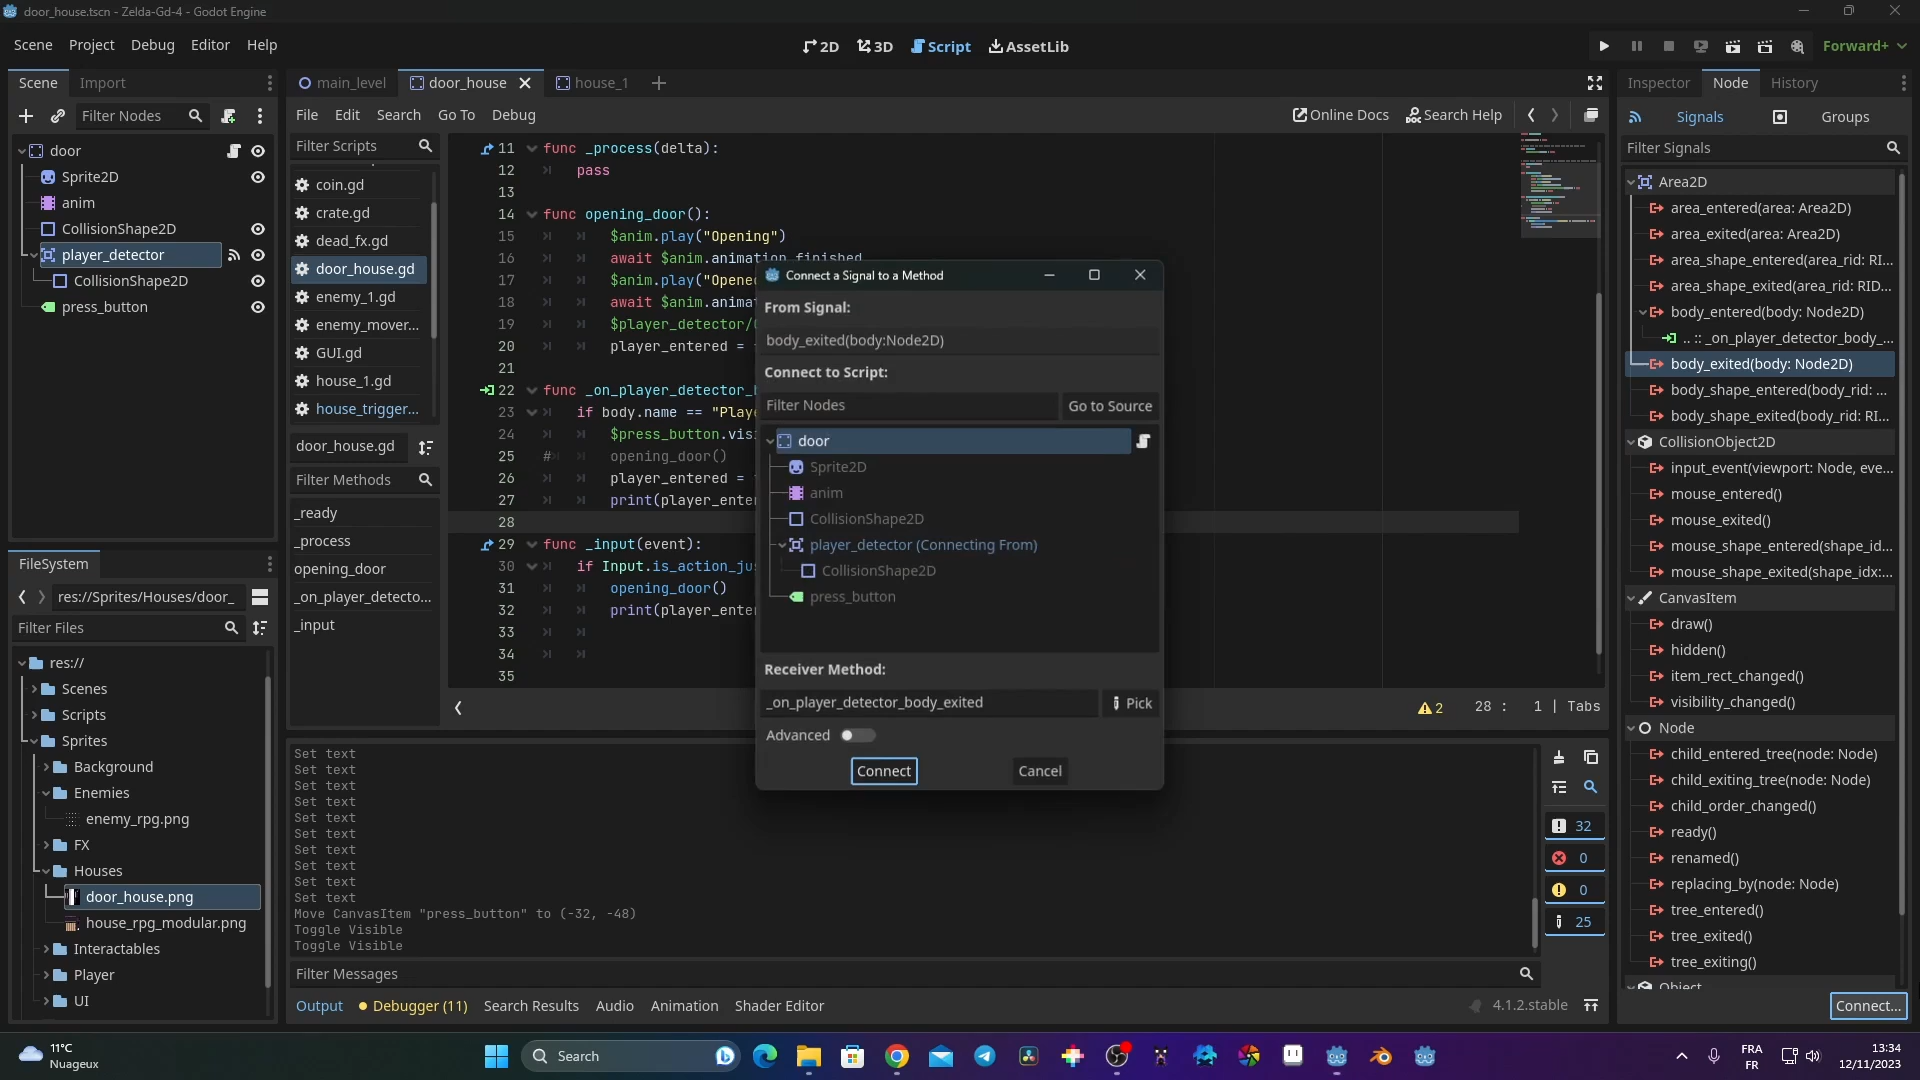 door_house.tscn - Zelda-Gd-4 - Godot Engine
Scene Project Debug Editor Help
2D 3D Script AssetLib
Forward+
Scene Import
Filter Nodes
door
Sprite2D
anim
CollisionShape2D
player_detector
CollisionShape2D
press_button
FileSystem
res://Sprites/Houses/door_
Filter Files
res://
Scenes
Scripts
Sprites
Background
Enemies
enemy_rpg.png
FX
Houses
door_house.png
house_rpg_modular.png
Interactables
Player
UI
main_level door_house house_1
File Edit Search Go To Debug
Online Docs Search Help
Filter Scripts
coin.gd
crate.gd
dead_fx.gd
door_house.gd
enemy_1.gd
enemy_mover...
GUI.gd
house_1.gd
house_trigger...
door_house.gd
Filter Methods
_ready
_process
opening_door
_on_player_detecto...
_input
11 func _process(delta):
12 pass
13
14 func opening_door():
15 $anim.play("Opening")
16 await $anim.animation_finished
17 $anim.play("Opene
18 await $anim.animat
19 $player_detector/
20 player_entered =
21
22 func _on_player_detector_
23 if body.name == "Play
24 $press_button.vis
25 # opening_door()
26 player_entered =
27 print(player_ente
28
29 func _input(event):
30 if Input.is_action_ju
31 opening_door()
32 print(player_ente
33
34
35
2 28 : 1 | Tabs
Connect a Signal to a Method
From Signal:
body_exited(body:Node2D)
Connect to Script:
Filter Nodes Go to Source
door
Sprite2D
anim
CollisionShape2D
player_detector (Connecting From)
CollisionShape2D
press_button
Receiver Method:
_on_player_detector_body_exited Pick
Advanced
Connect Cancel
Set text
Set text
Set text
Set text
Set text
Set text
Set text
Set text
Set text
Set text
Move CanvasItem "press_button" to (-32, -48)
Toggle Visible
Toggle Visible
32
0
0
25
Filter Messages
Output Debugger (11) Search Results Audio Animation Shader Editor
4.1.2.stable
Inspector Node History
Signals Groups
Filter Signals
Area2D
area_entered(area: Area2D)
area_exited(area: Area2D)
area_shape_entered(area_rid: RI...
area_shape_exited(area_rid: RID...
body_entered(body: Node2D)
.. :: _on_player_detector_body_...
body_exited(body: Node2D)
body_shape_entered(body_rid: ...
body_shape_exited(body_rid: RI...
CollisionObject2D
input_event(viewport: Node, eve...
mouse_entered()
mouse_exited()
mouse_shape_entered(shape_id...
mouse_shape_exited(shape_idx:...
CanvasItem
draw()
hidden()
item_rect_changed()
visibility_changed()
Node
child_entered_tree(node: Node)
child_exiting_tree(node: Node)
child_order_changed()
ready()
renamed()
replacing_by(node: Node)
tree_entered()
tree_exited()
tree_exiting()
Object
Connect...
11°C
Nuageux
Search
FRA
FR
13:34
12/11/2023